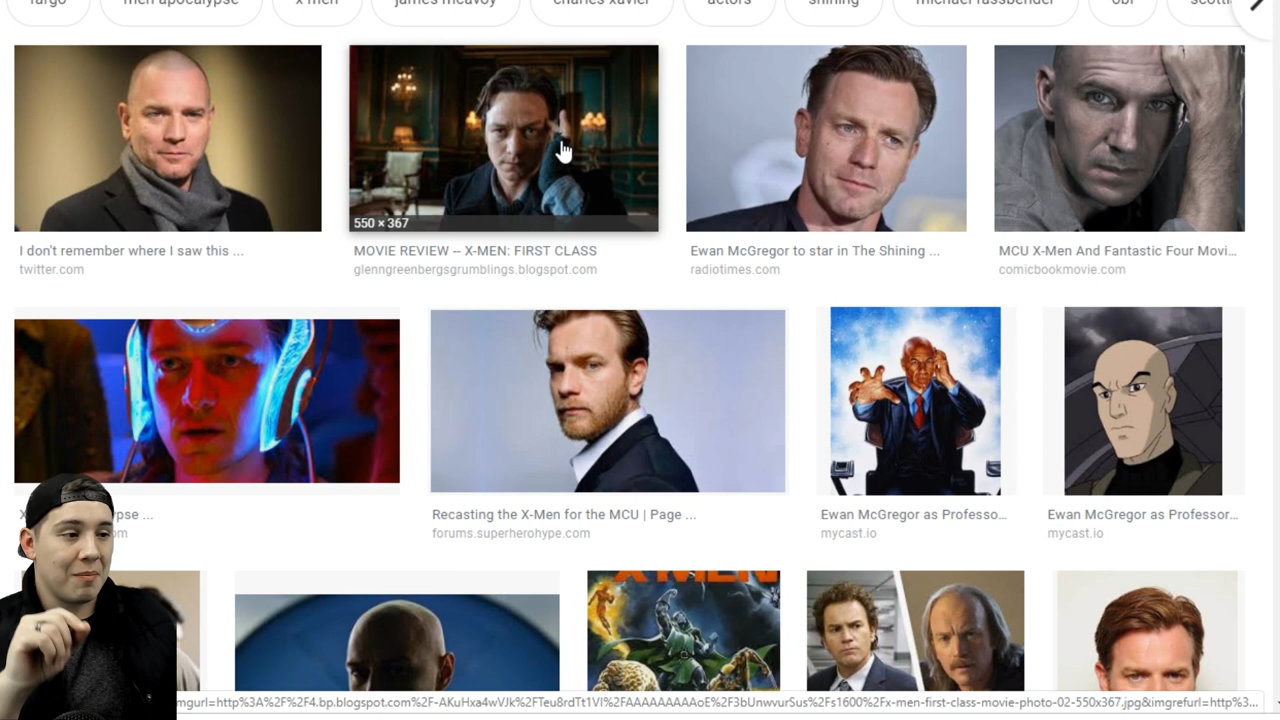 fargo
men apocalypse
x men
james mcavoy
charles xavier
actors
shining
michael fassbender
obi
550 × 367
I don't remember where I saw this ...
twitter.com
MOVIE REVIEW -- X-MEN: FIRST CLASS
glenngreenbergsgrumblings.blogspot.com
Ewan McGregor to star in The Shining ...
radiotimes.com
MCU X-Men And Fantastic Four Movi...
comicbookmovie.com
ypse ...
om
Recasting the X-Men for the MCU | Page ...
forums.superherohype.com
Ewan McGregor as Professo...
mycast.io
Ewan McGregor as Professor...
mycast.io
X-MEN